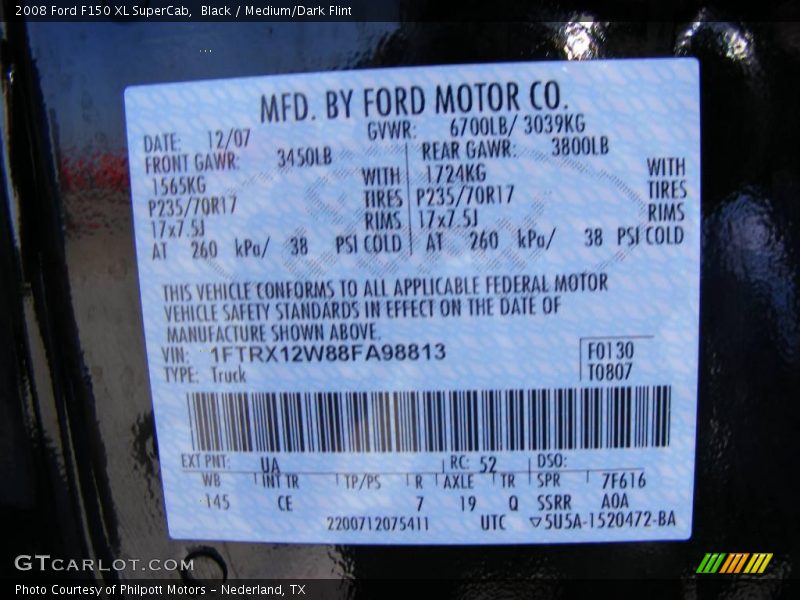 2008 Ford F150 XL SuperCab,  Black / Medium/Dark Flint
MFD. BY FORD MOTOR CO.
DATE: 12/07 GVWR: 6700LB/ 3039KG
FRONT GAWR: 3450LB REAR GAWR: 3800LB
1565KG WITH 1724KG WITH
P235/70R17 TIRES P235/70R17 TIRES
17x7.5J RIMS 17x7.5J RIMS
AT 260 kPa/ 38 PSI COLD AT 260 kPa/ 38 PSI COLD
THIS VEHICLE CONFORMS TO ALL APPLICABLE FEDERAL MOTOR
VEHICLE SAFETY STANDARDS IN EFFECT ON THE DATE OF
MANUFACTURE SHOWN ABOVE.
VIN: 1FTRX12W88FA98813 F0130
TYPE: Truck T0807
EXT PNT: UA RC: 52 DSO:
WB INT TR TP/PS R AXLE TR SPR 7F616
145 CE 7 19 Q SSRR A0A
2200712075411 UTC ▽5U5A-1520472-BA
GTCARLOT.COM
Photo Courtesy of Philpott Motors – Nederland, TX